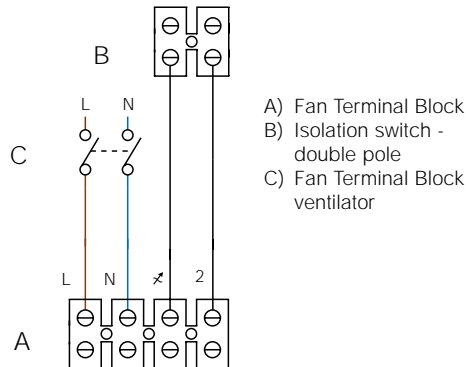 B
L N
C
L N 2
A
A) Fan Terminal Block
B) Isolation switch -
double pole
C) Fan Terminal Block
ventilator